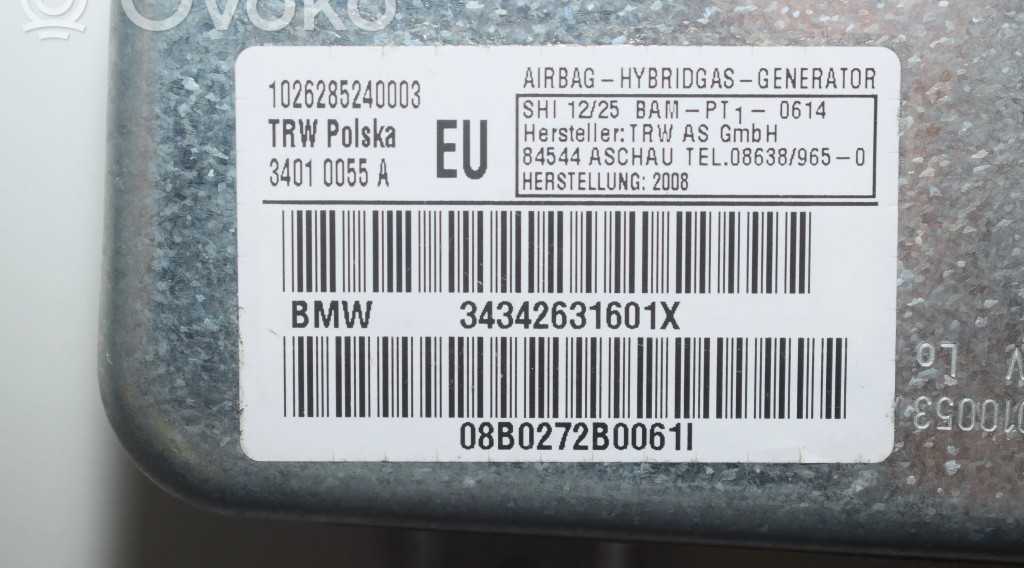 Ovoko
1026285240003
TRW Polska
3401 0055 A
EU
AIRBAG-HYBRIDGAS-GENERATOR
SHI 12/25 BAM-PT1-0614
Hersteller: TRW AS GmbH
84544 ASCHAU TEL.08638/965-0
HERSTELLUNG: 2008
BMW 34342631601X
08B0272B0061I